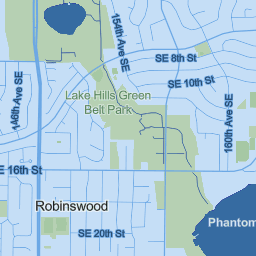 154th Ave SE
SE 8th St
146th Ave SE
SE 10th St
Lake Hills Green
Belt Park
160th Ave SE
SE 16th St
Robinswood
Phantom
SE 20th St